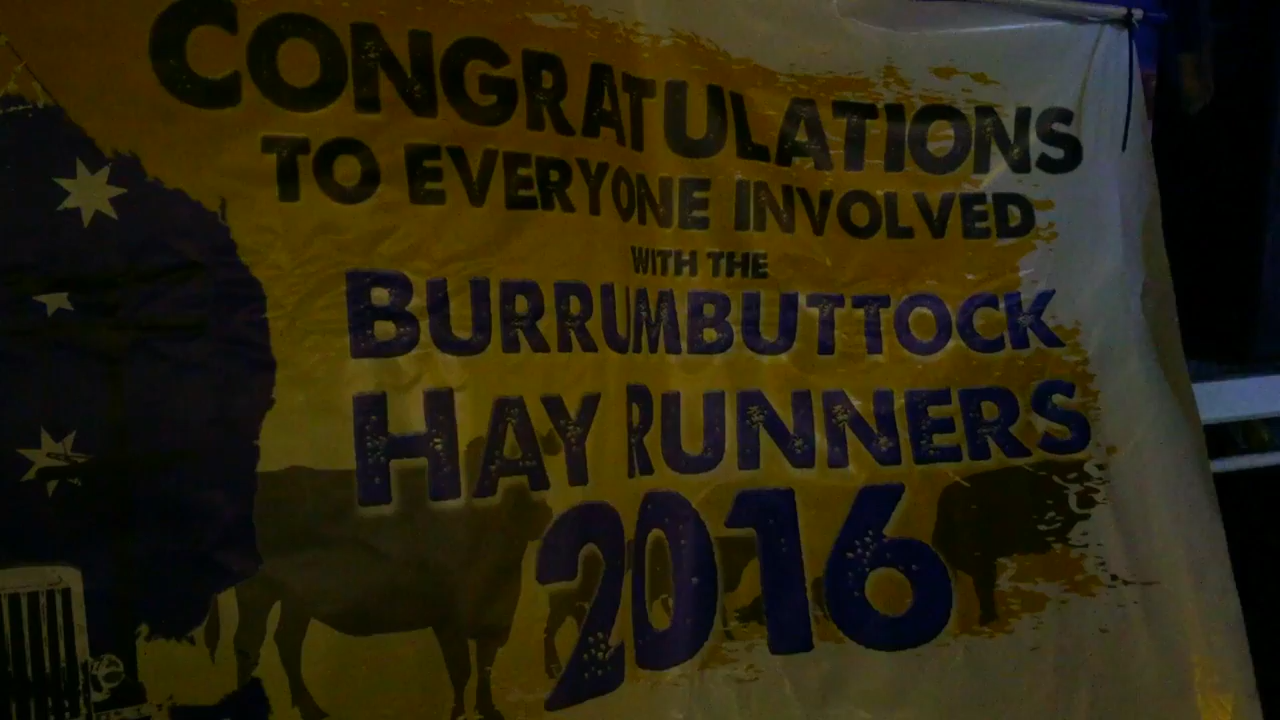 CONGRATULATIONS
TO EVERYONE INVOLVED
WITH THE
BURRUMBUTTOCK
HAY RUNNERS
2016